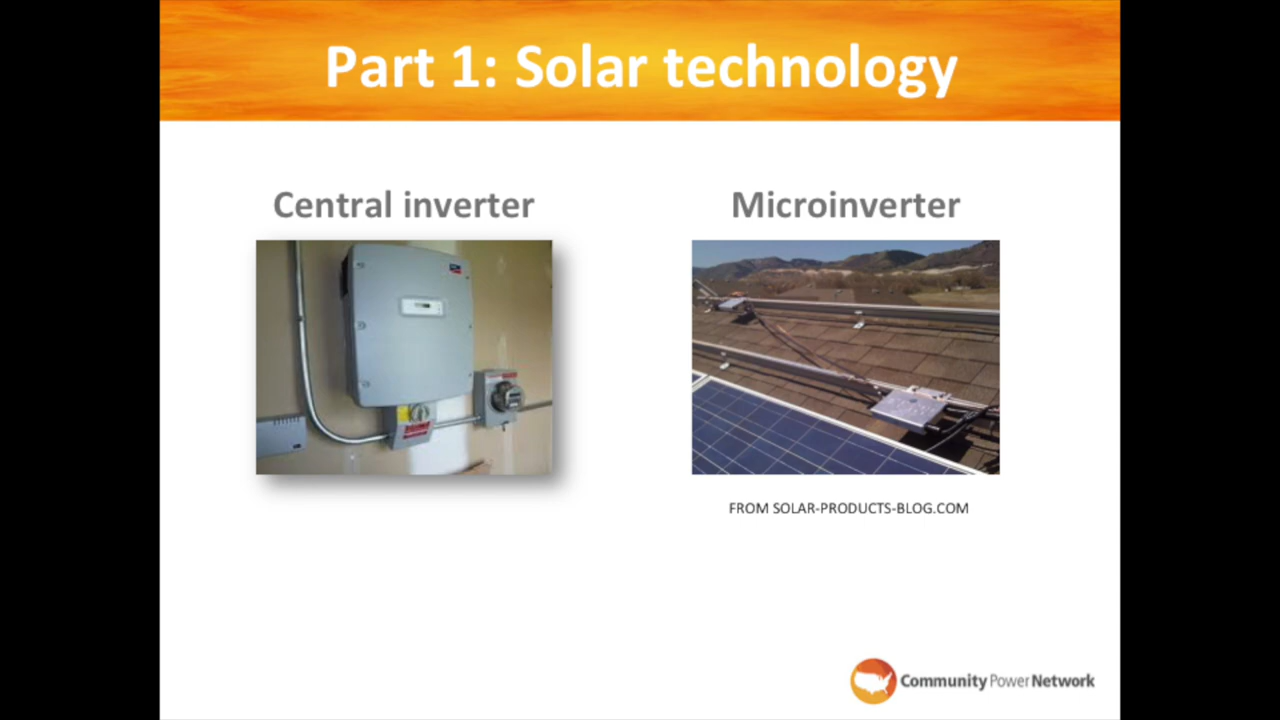 Part 1: Solar technology
Central inverter
Microinverter
FROM SOLAR-PRODUCTS-BLOG.COM
Community Power Network